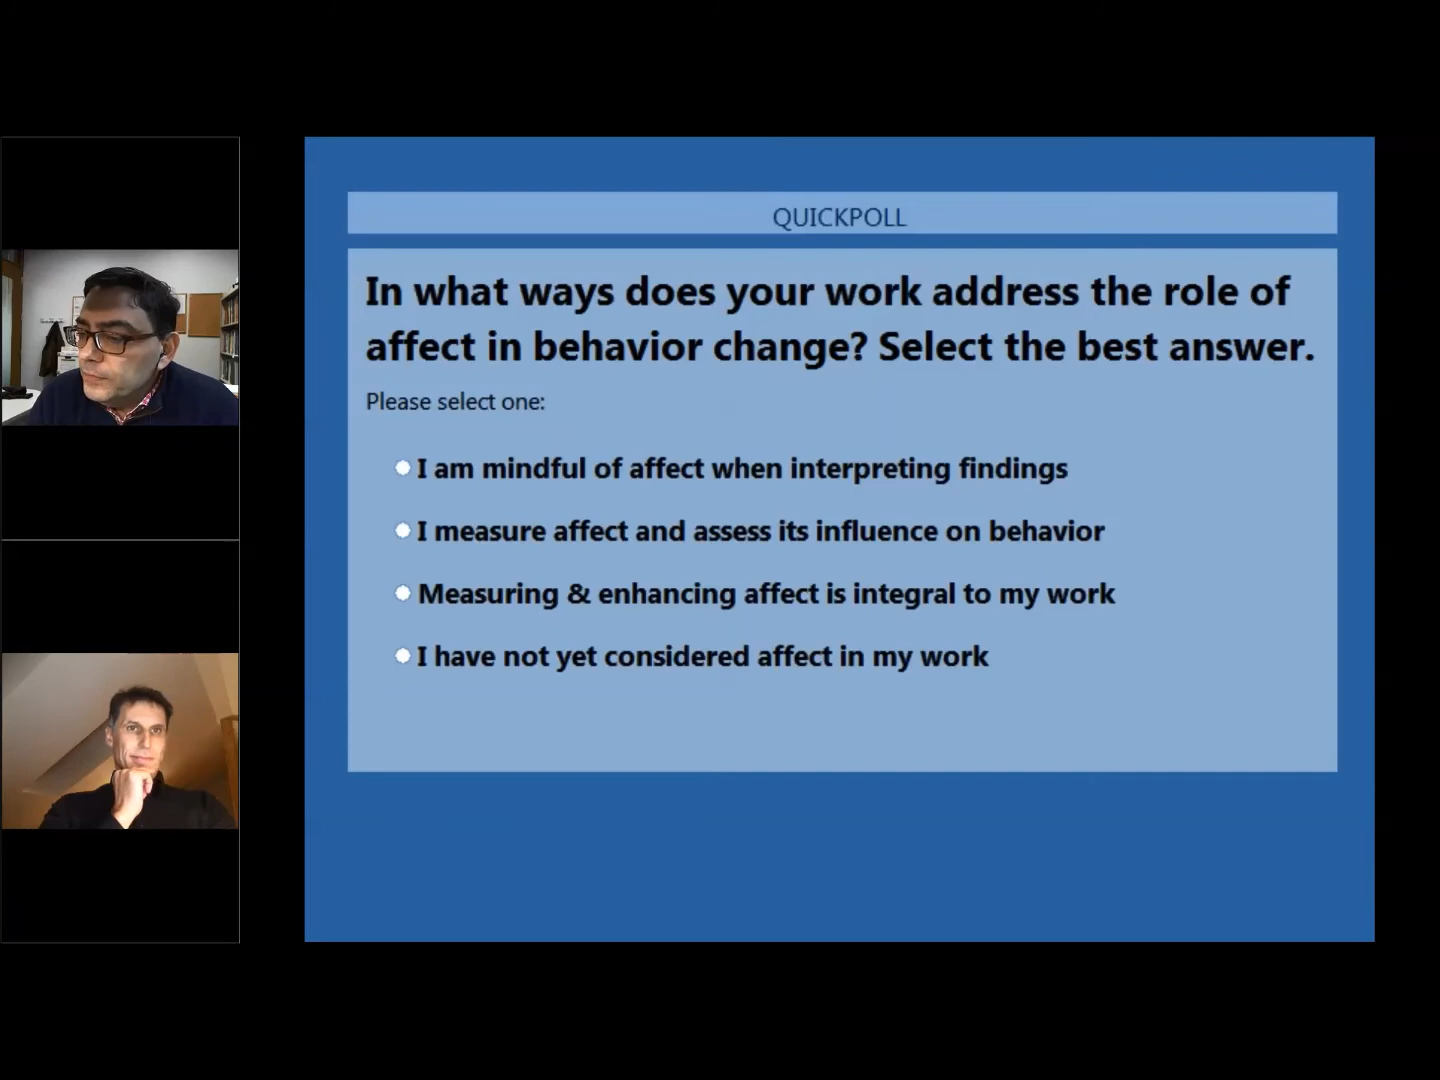 QUICKPOLL
In what ways does your work address the role of
affect in behavior change? Select the best answer.
Please select one:
I am mindful of affect when interpreting findings
I measure affect and assess its influence on behavior
Measuring & enhancing affect is integral to my work
I have not yet considered affect in my work